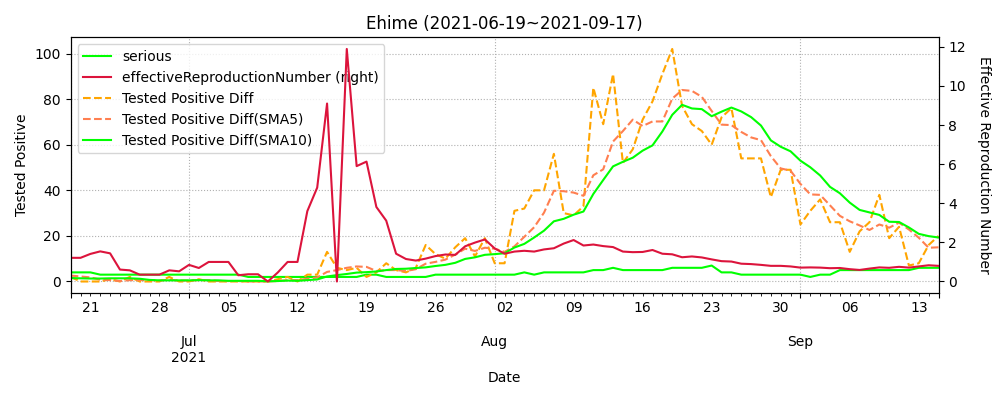 Ehime (2021-06-19~2021-09-17)
serious
effectiveReproductionNumber (right)
Tested Positive Diff
Tested Positive Diff(SMA5)
Tested Positive Diff(SMA10)
Tested Positive
100
80
60
40
20
0
Effective Reproduction Number
12
10
8
6
4
2
0
21 28 05 12 19 26 02 09 16 23 30 06 13
Jul Aug Sep
2021
Date